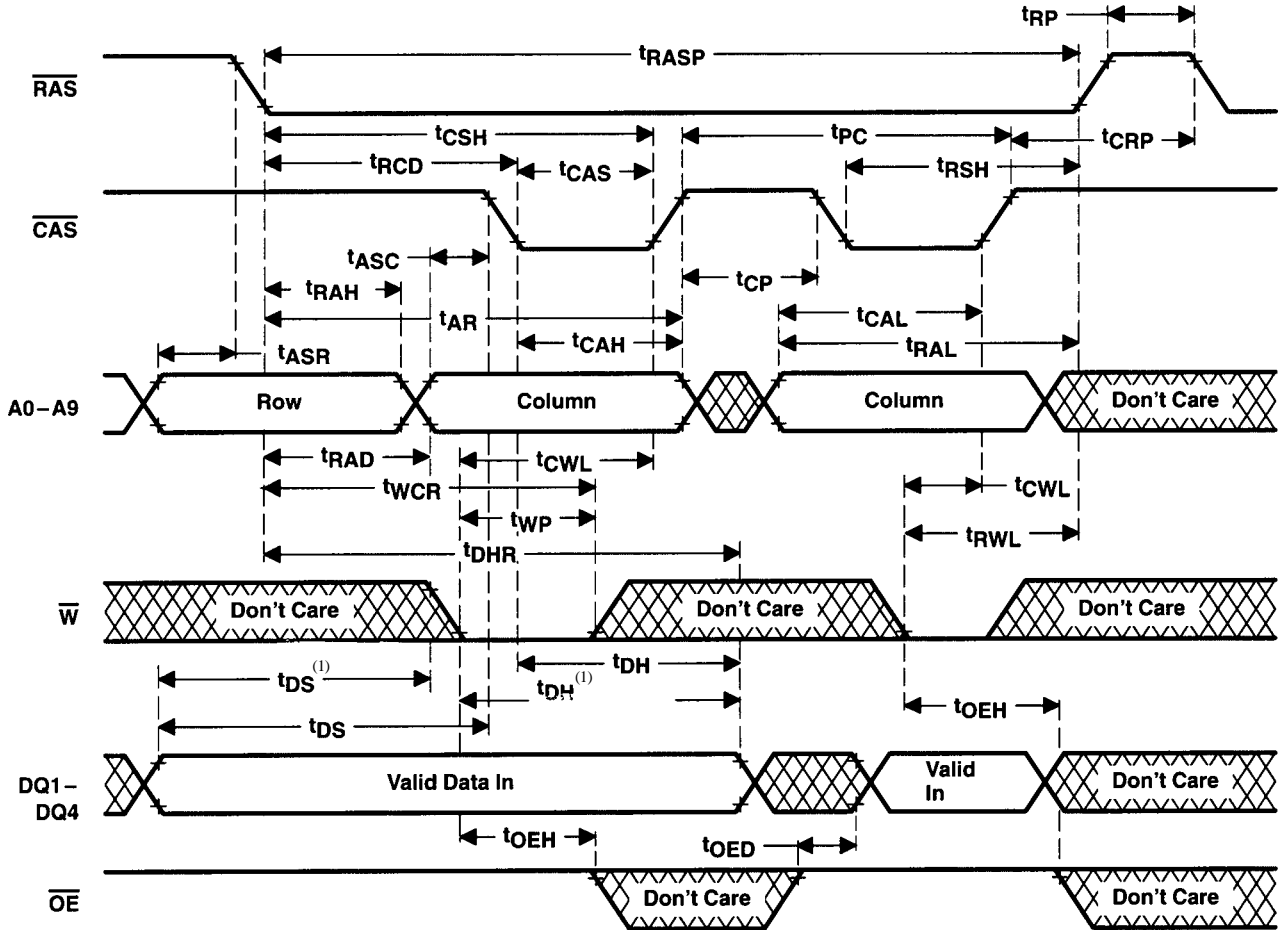 tRP
tRASP
RAS
tCSH
tPC
tCRP
tRCD
tCAS
tRSH
CAS
tASC
tCP
tRAH
tAR
tCAL
tCAH
tRAL
tASR
A0–A9
Row
Column
Column
Don't Care
tRAD
tCWL
tWCR
tCWL
tWP
tRWL
tDHR
W
Don't Care
Don't Care
Don't Care
tDH
tDS(1)
tDH(1)
tOEH
tDS
DQ1–
DQ4
Valid Data In
Valid
In
Don't Care
tOEH
tOED
OE
Don't Care
Don't Care